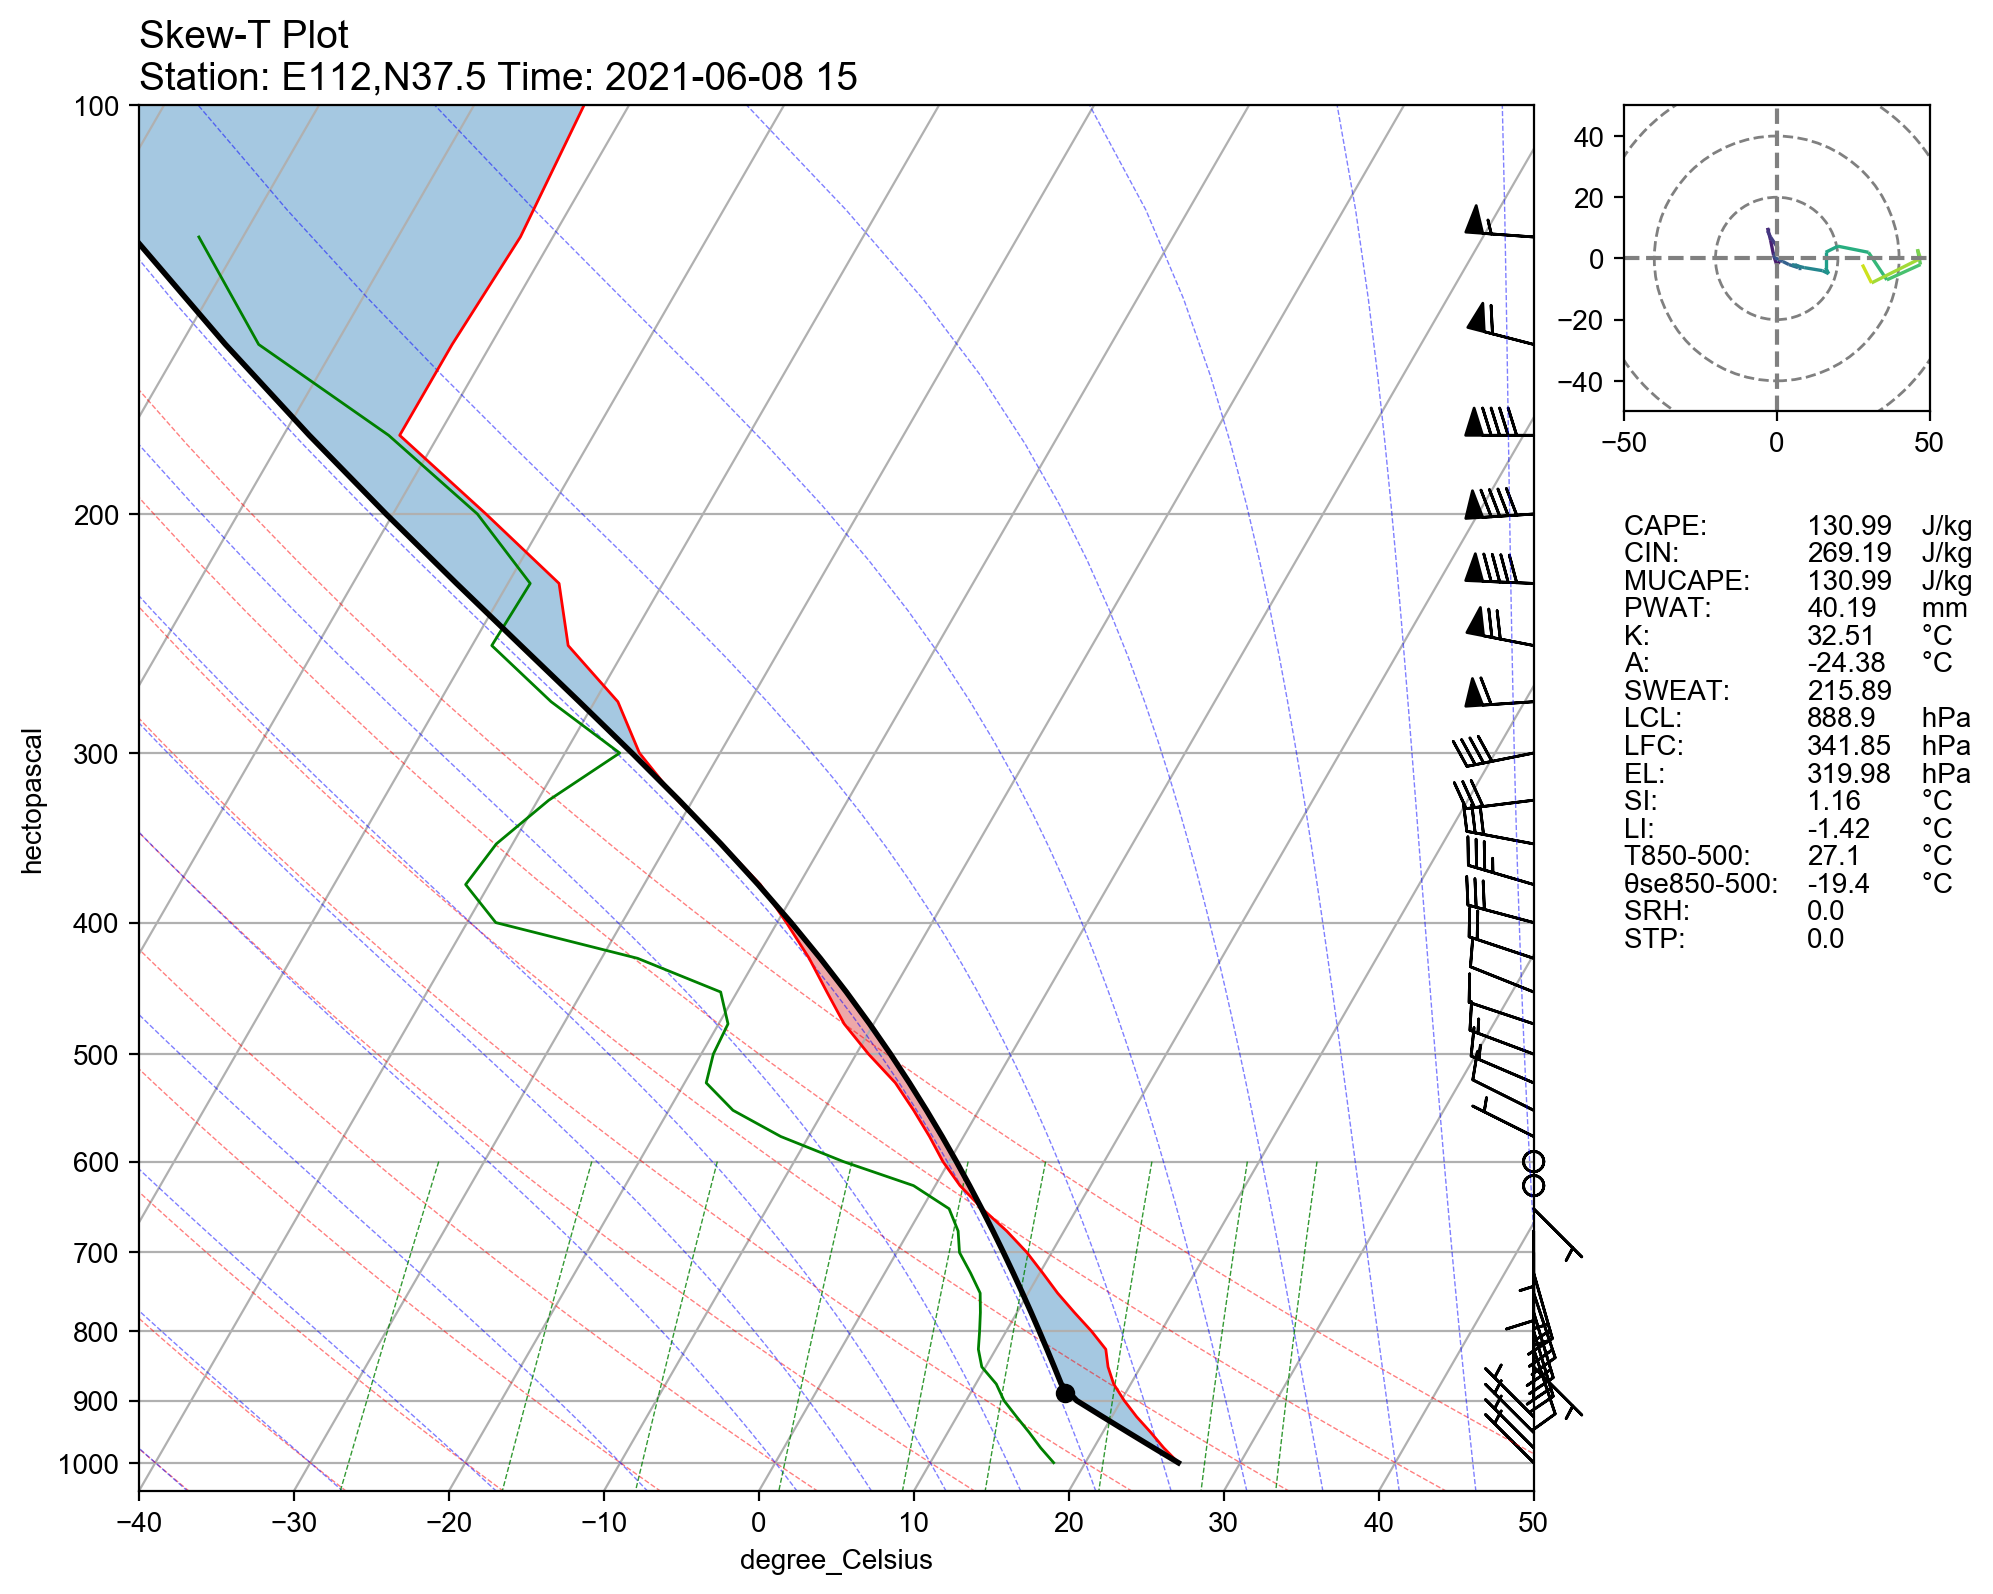 Skew-T Plot
Station: E112,N37.5 Time: 2021-06-08 15
100
200
300
400
500
600
700
800
900
1000
hectopascal
−40 −30 −20 −10 0 10 20 30 40 50
degree_Celsius
40
20
0
−20
−40
−50 0 50
CAPE: 130.99 J/kg
CIN: 269.19 J/kg
MUCAPE: 130.99 J/kg
PWAT: 40.19 mm
K: 32.51 °C
A: -24.38 °C
SWEAT: 215.89
LCL: 888.9 hPa
LFC: 341.85 hPa
EL: 319.98 hPa
SI: 1.16 °C
LI: -1.42 °C
T850-500: 27.1 °C
θse850-500: -19.4 °C
SRH: 0.0
STP: 0.0